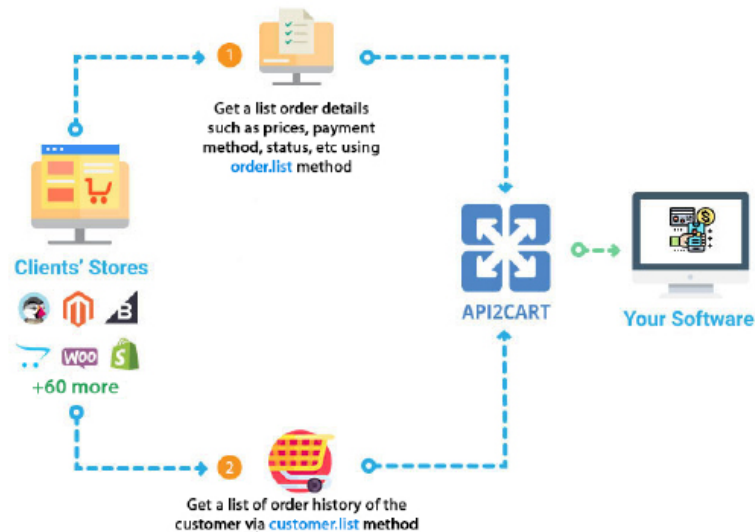 1
Get a list order details
such as prices, payment
method, status, etc using
order.list method
Clients’ Stores
B
WOO
S
+60 more
API2CART
$
Your Software
2
Get a list of order history of the
customer via customer.list method